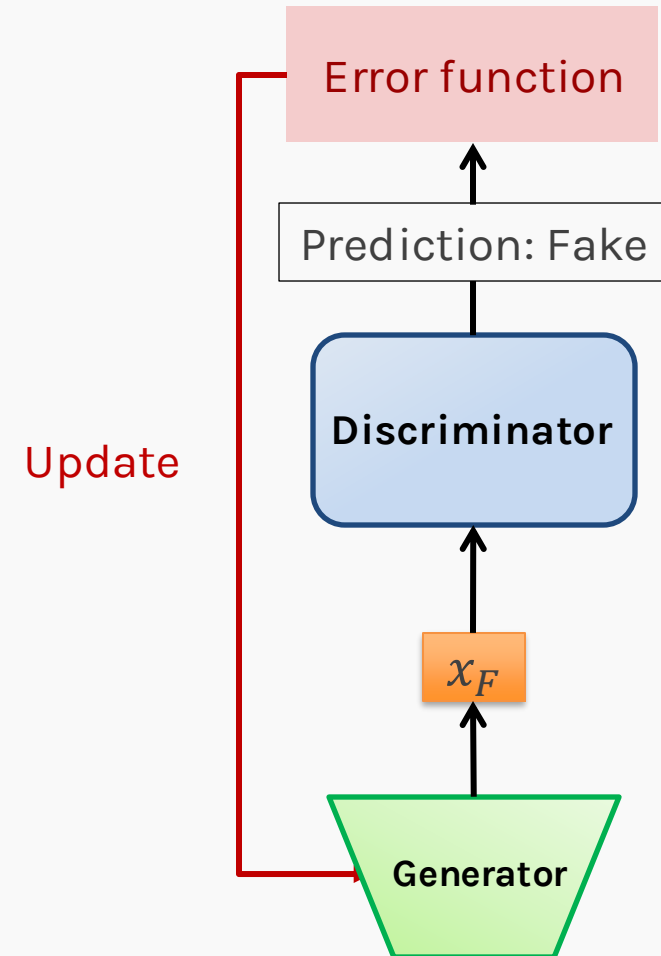 Error function
Prediction: Fake
Discriminator
Update
x_F
Generator